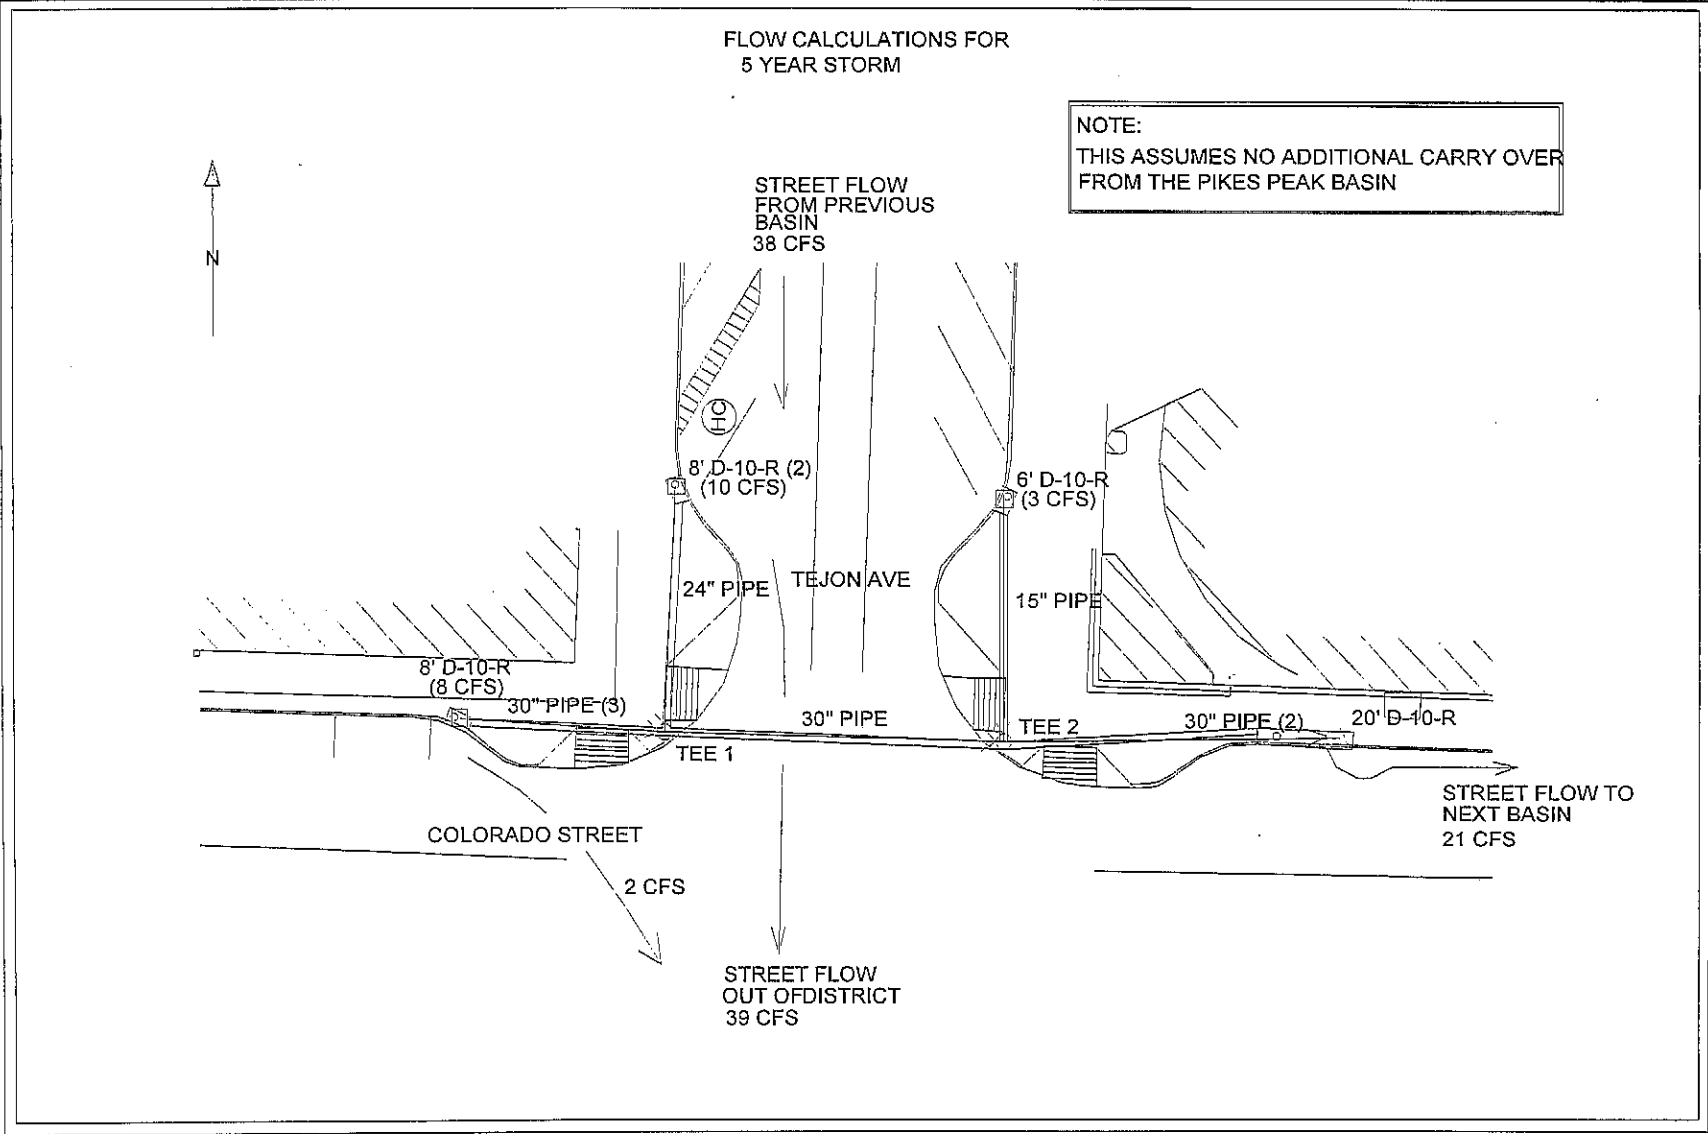 FLOW CALCULATIONS FOR
5 YEAR STORM
NOTE:
THIS ASSUMES NO ADDITIONAL CARRY OVER
FROM THE PIKES PEAK BASIN
N
STREET FLOW
FROM PREVIOUS
BASIN
38 CFS
HC
8' D-10-R (2)
(10 CFS)
6' D-10-R
(3 CFS)
24" PIPE
TEJON AVE
15" PIPE
8' D-10-R
(8 CFS)
30" PIPE (3)
30" PIPE
TEE 1
TEE 2
30" PIPE (2)
20' D-10-R
STREET FLOW TO
NEXT BASIN
21 CFS
COLORADO STREET
2 CFS
STREET FLOW
OUT OFDISTRICT
39 CFS